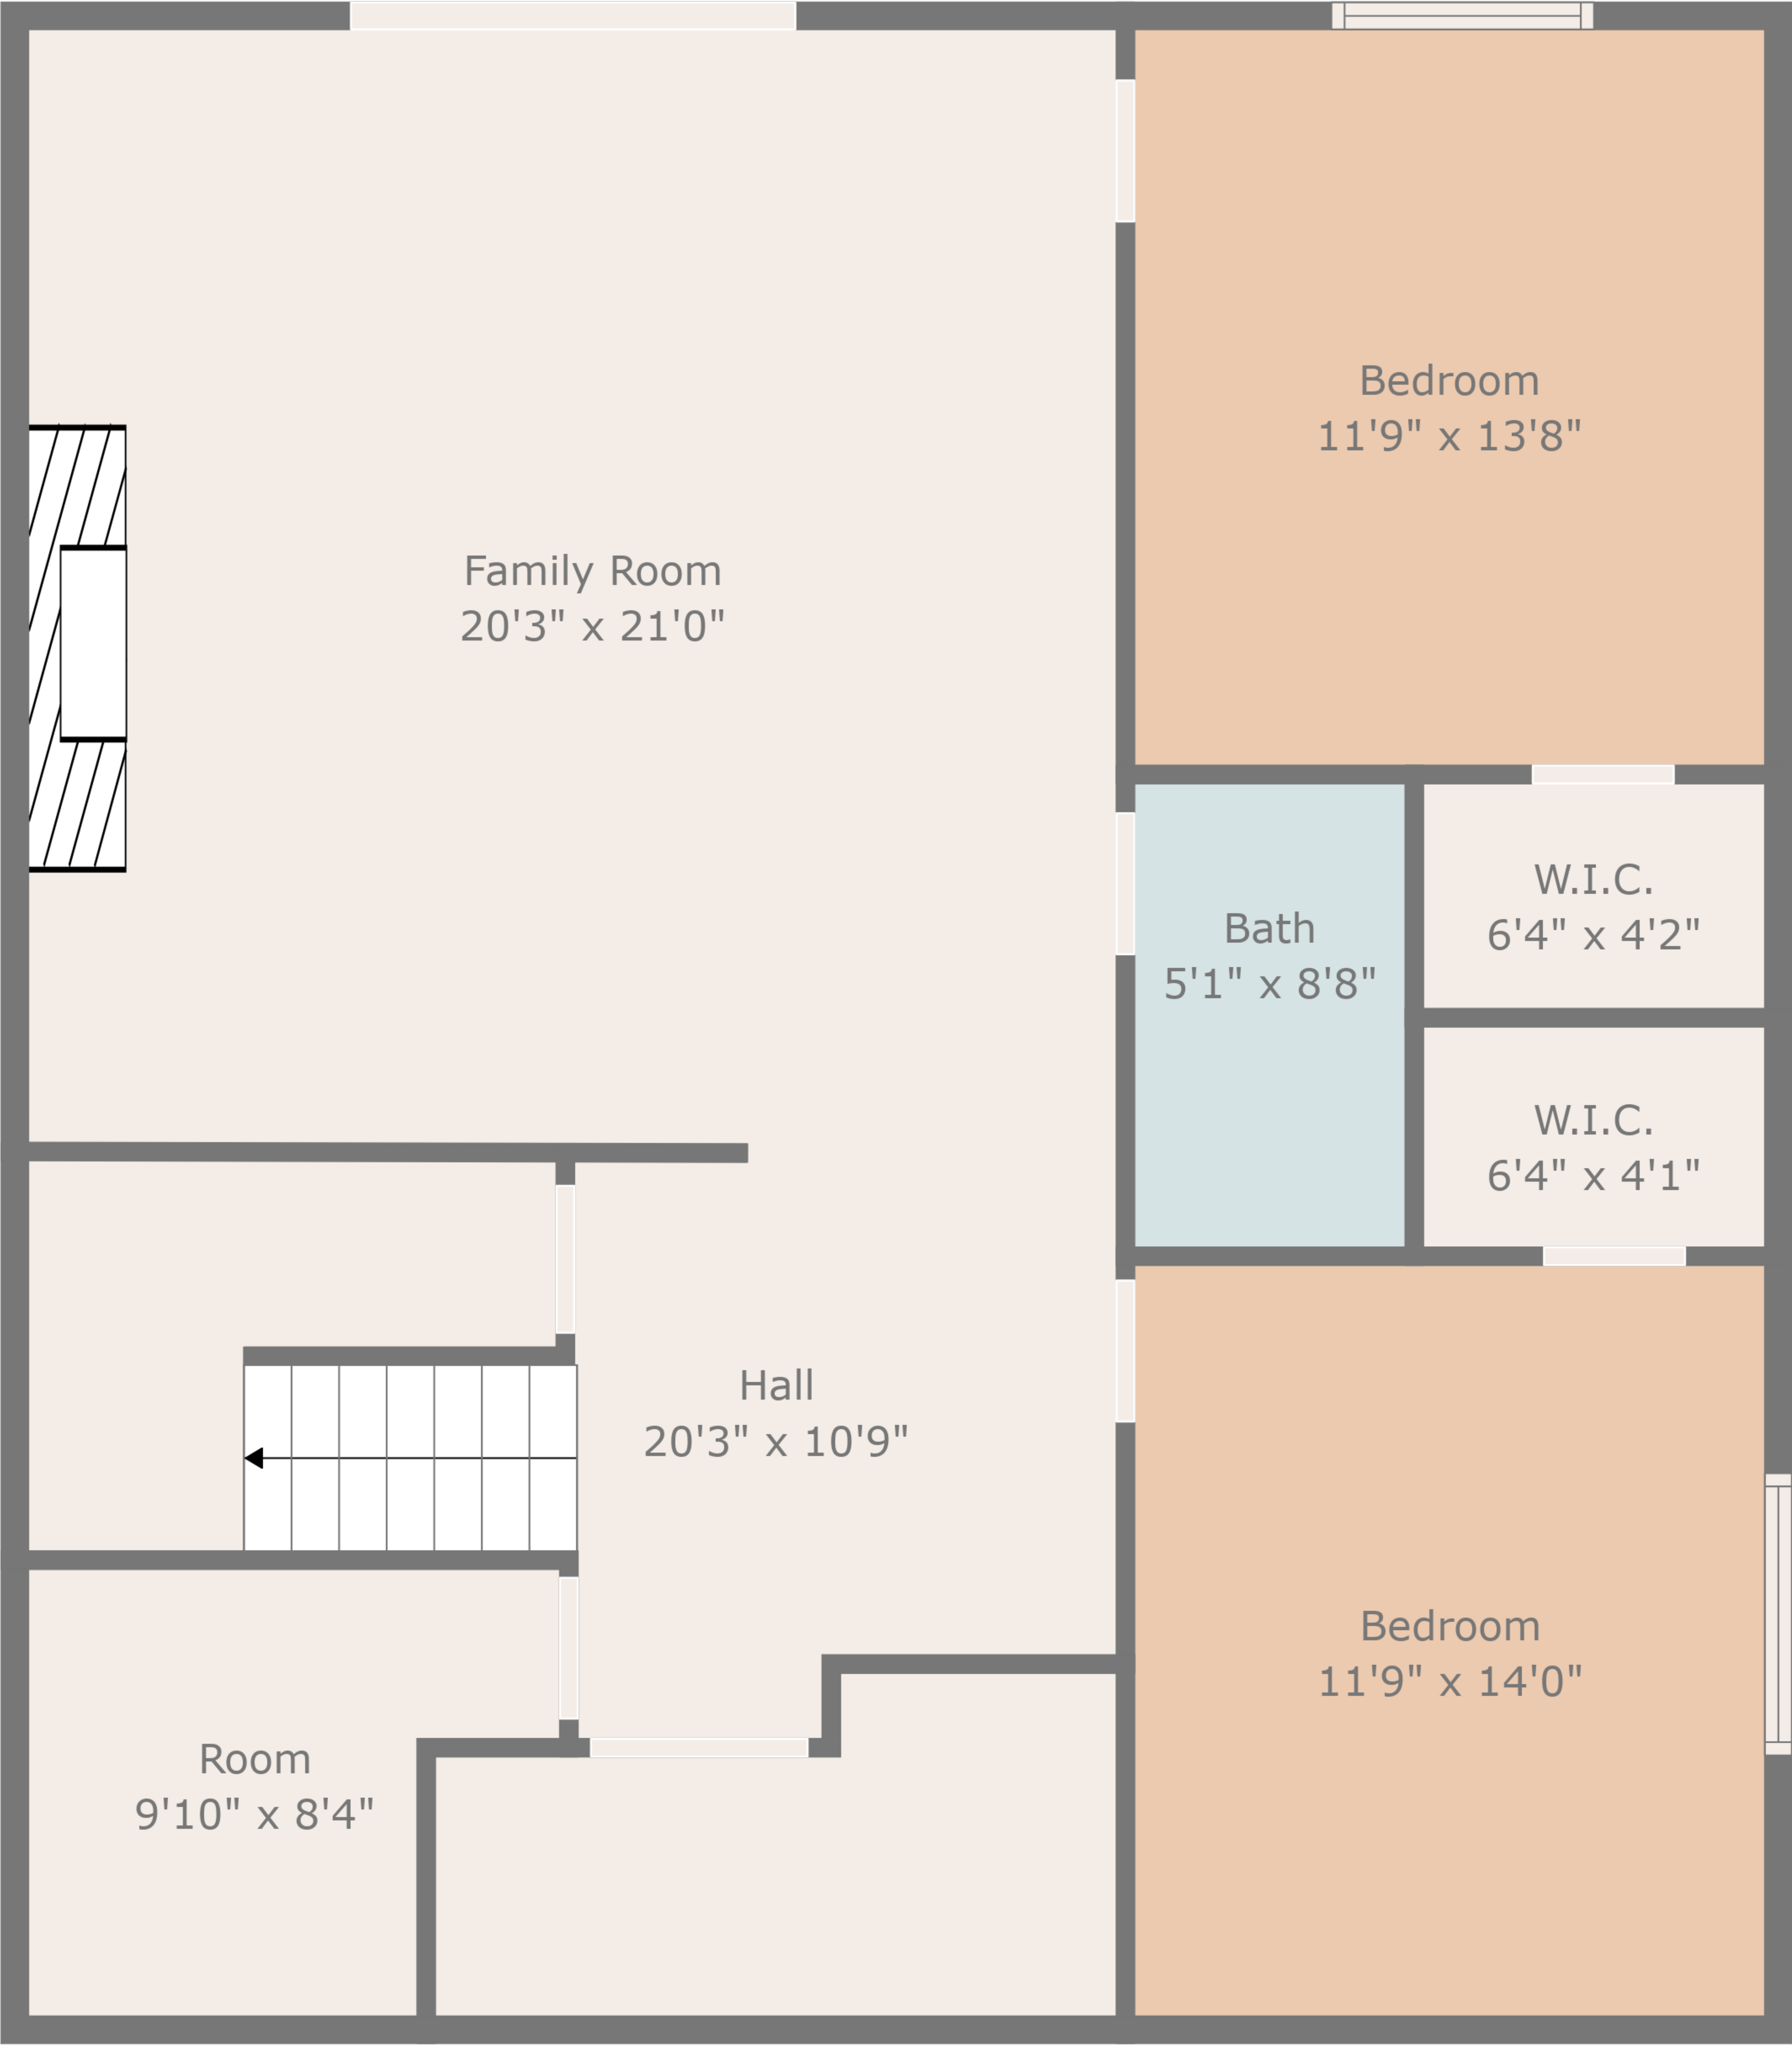 Bedroom
11'9" x 13'8"
Family Room
20'3" x 21'0"
W.I.C.
6'4" x 4'2"
Bath
5'1" x 8'8"
W.I.C.
6'4" x 4'1"
Hall
20'3" x 10'9"
Bedroom
11'9" x 14'0"
Room
9'10" x 8'4"